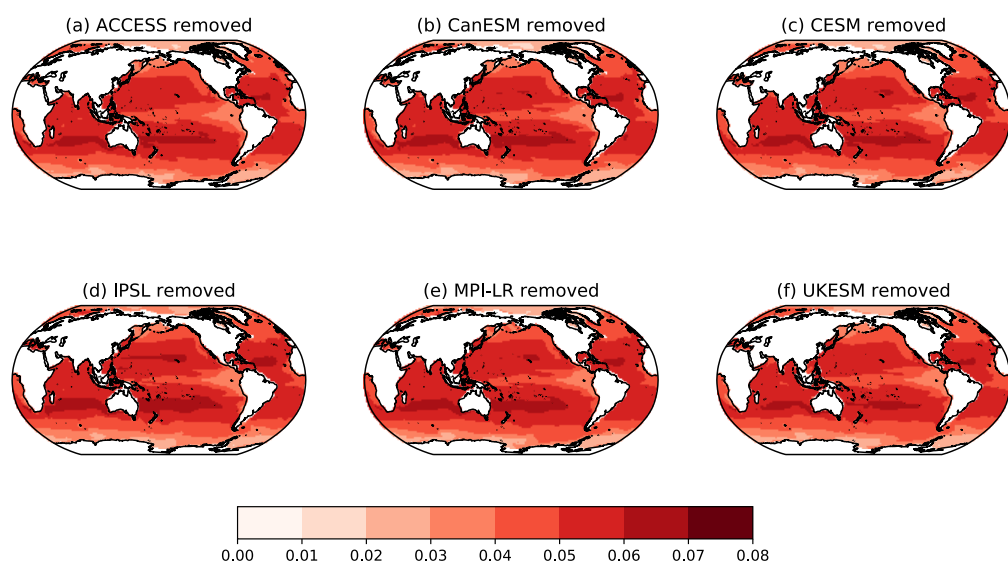 (a) ACCESS removed
(b) CanESM removed
(c) CESM removed
(d) IPSL removed
(e) MPI-LR removed
(f) UKESM removed
0.00 0.01 0.02 0.03 0.04 0.05 0.06 0.07 0.08